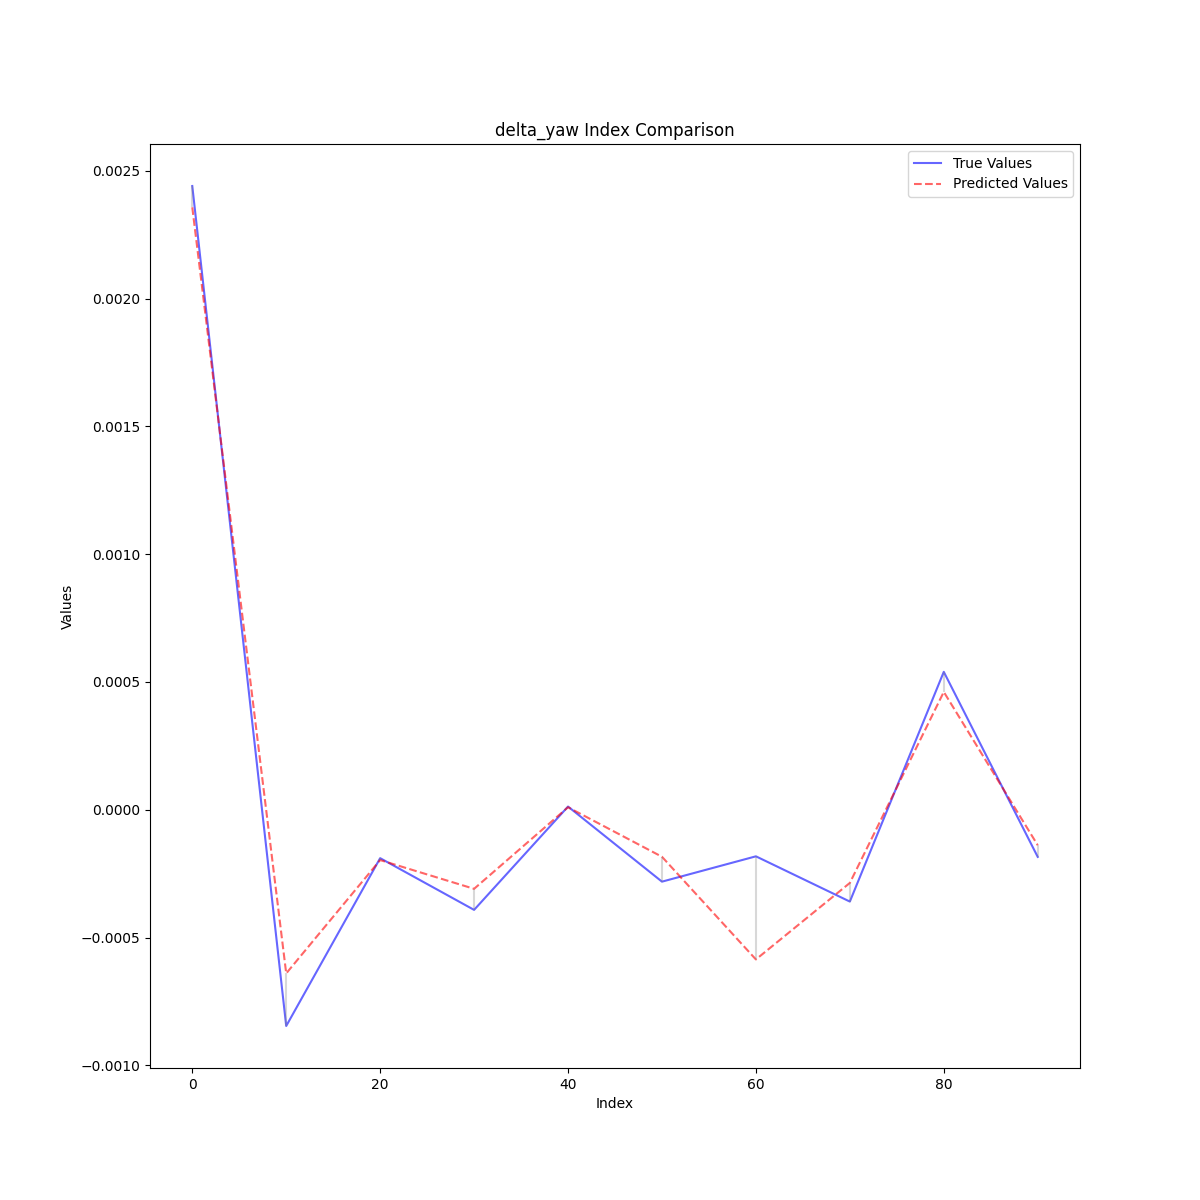 delta_yaw Index Comparison
True Values
Predicted Values
0.0025
0.0020
0.0015
0.0010
0.0005
0.0000
−0.0005
−0.0010
Values
0 20 40 60 80
Index